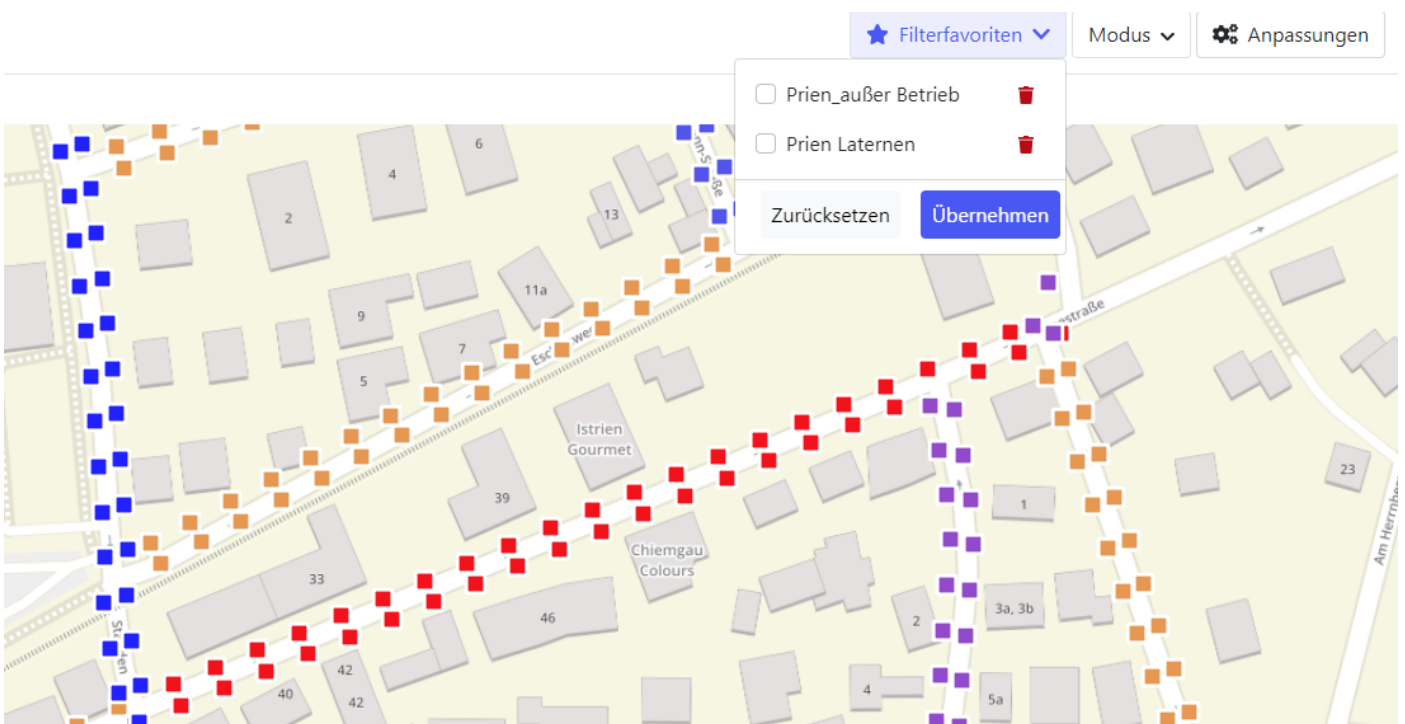 Filterfavoriten
Modus
Anpassungen
Prien_außer Betrieb
Prien Laternen
Zurücksetzen
Übernehmen
6
4
2
13
11a
9
7
5
Istrien
Gourmet
39
23
1
Chiemgau
Colours
33
46
3a, 3b
2
42
40
42
4
5a